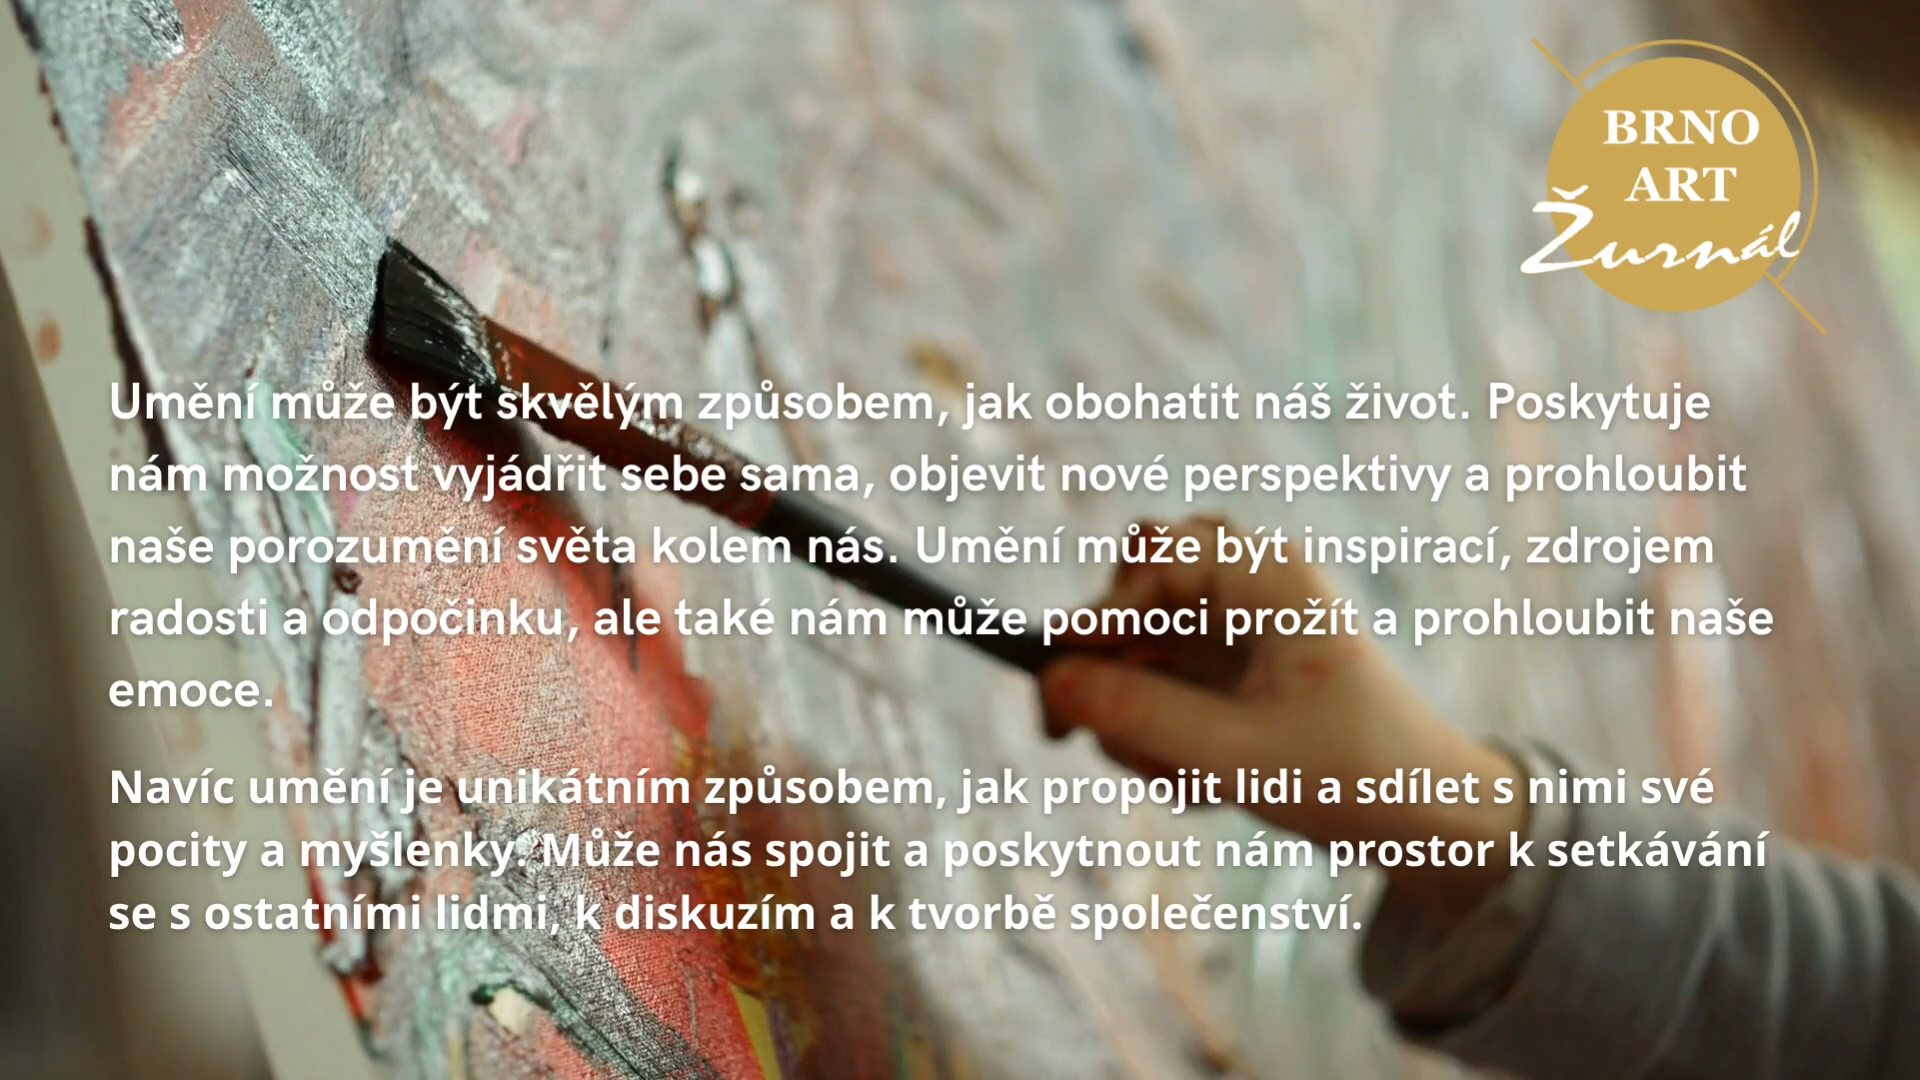 BRNO
ART
Žurnál
Umění může být skvělým způsobem, jak obohatit náš život. Poskytuje
nám možnost vyjádřit sebe sama, objevit nové perspektivy a prohloubit
naše porozumění světa kolem nás. Umění může být inspirací, zdrojem
radosti a odpočinku, ale také nám může pomoci prožít a prohloubit naše
emoce.
Navíc umění je unikátním způsobem, jak propojit lidi a sdílet s nimi své
pocity a myšlenky. Může nás spojit a poskytnout nám prostor k setkávání
se s ostatními lidmi, k diskuzím a k tvorbě společenství.